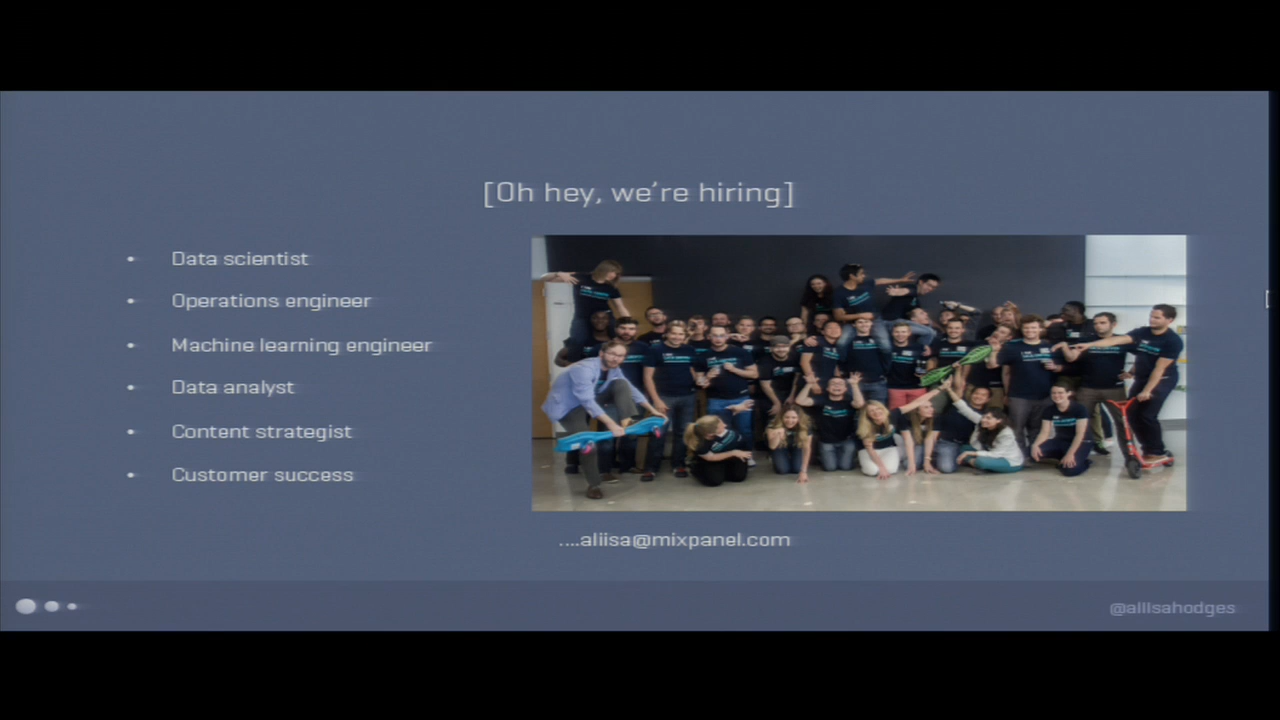 [Oh hey, we're hiring]
• Data scientist
• Operations engineer
• Machine learning engineer
• Data analyst
• Content strategist
• Customer success
....aliisa@mixpanel.com
@aliisahodges